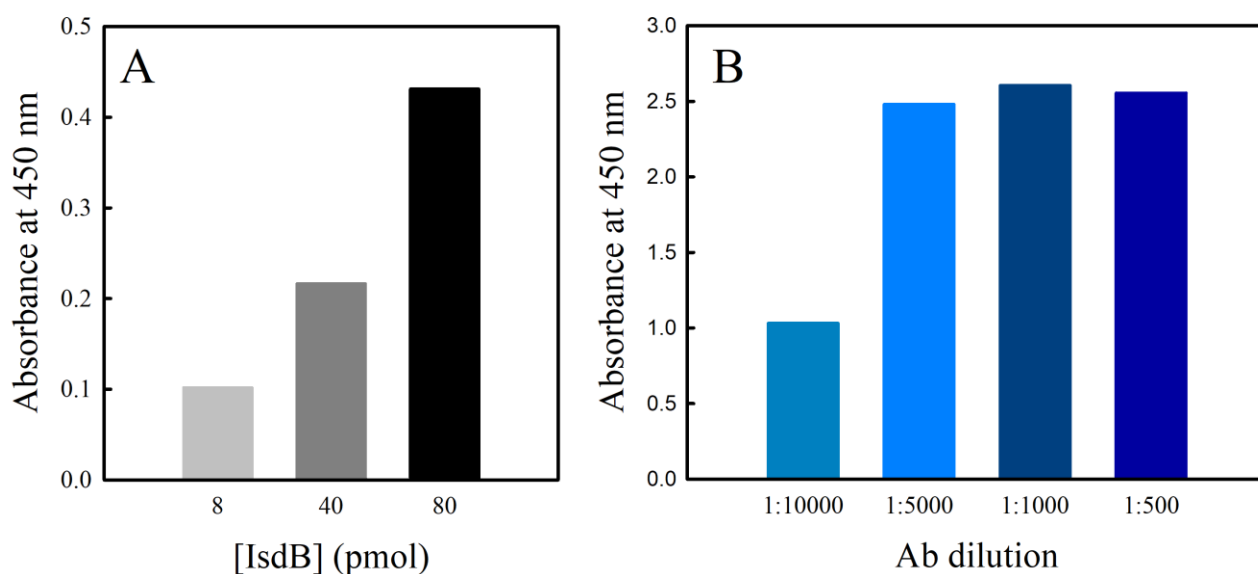 A
Absorbance at 450 nm
0.5
0.4
0.3
0.2
0.1
0.0
8 40 80
[IsdB] (pmol)
B
Absorbance at 450 nm
3.0
2.5
2.0
1.5
1.0
0.5
0.0
1:10000 1:5000 1:1000 1:500
Ab dilution